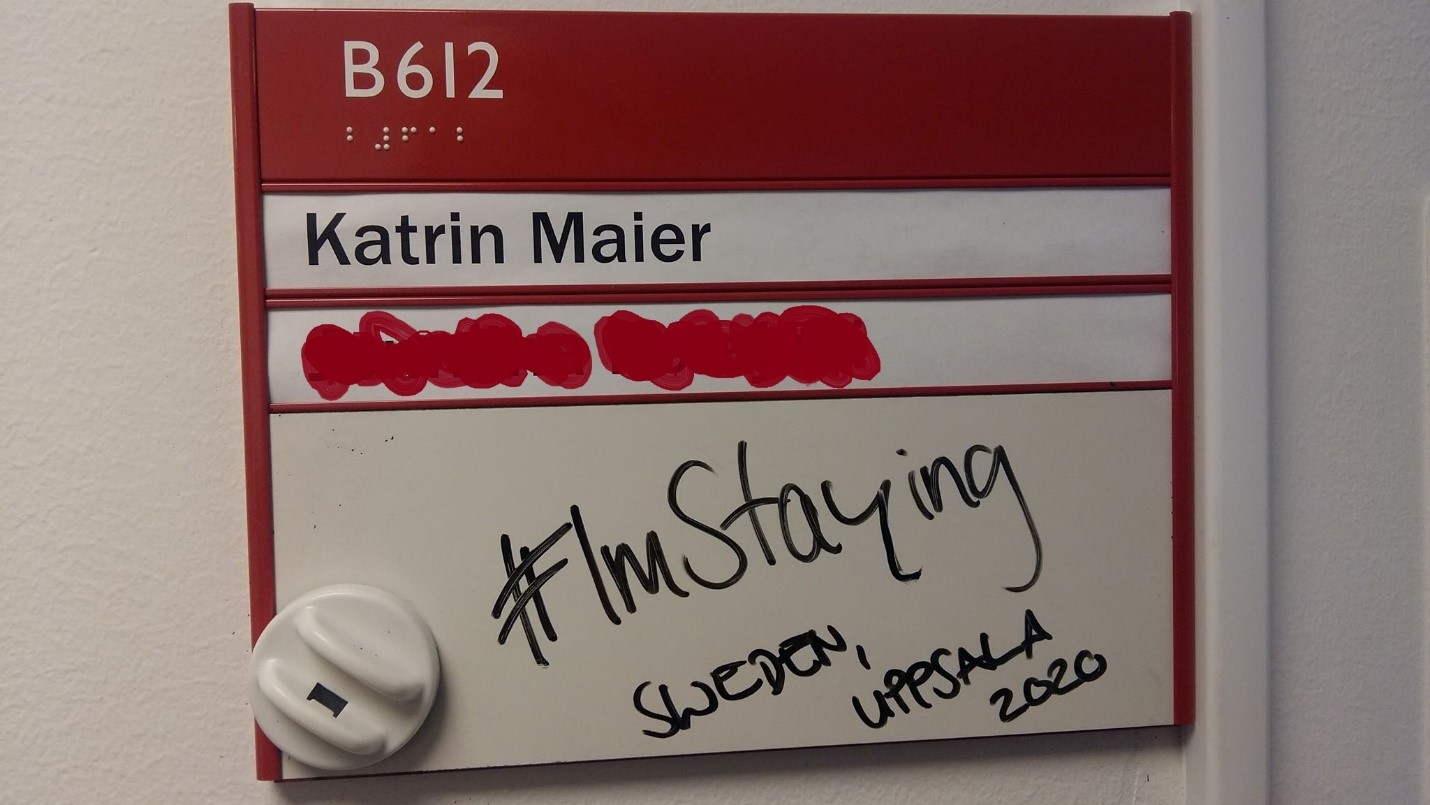 B612
Katrin Maier
#ImStaying
SWEDEN,
UPPSALA
2020
1